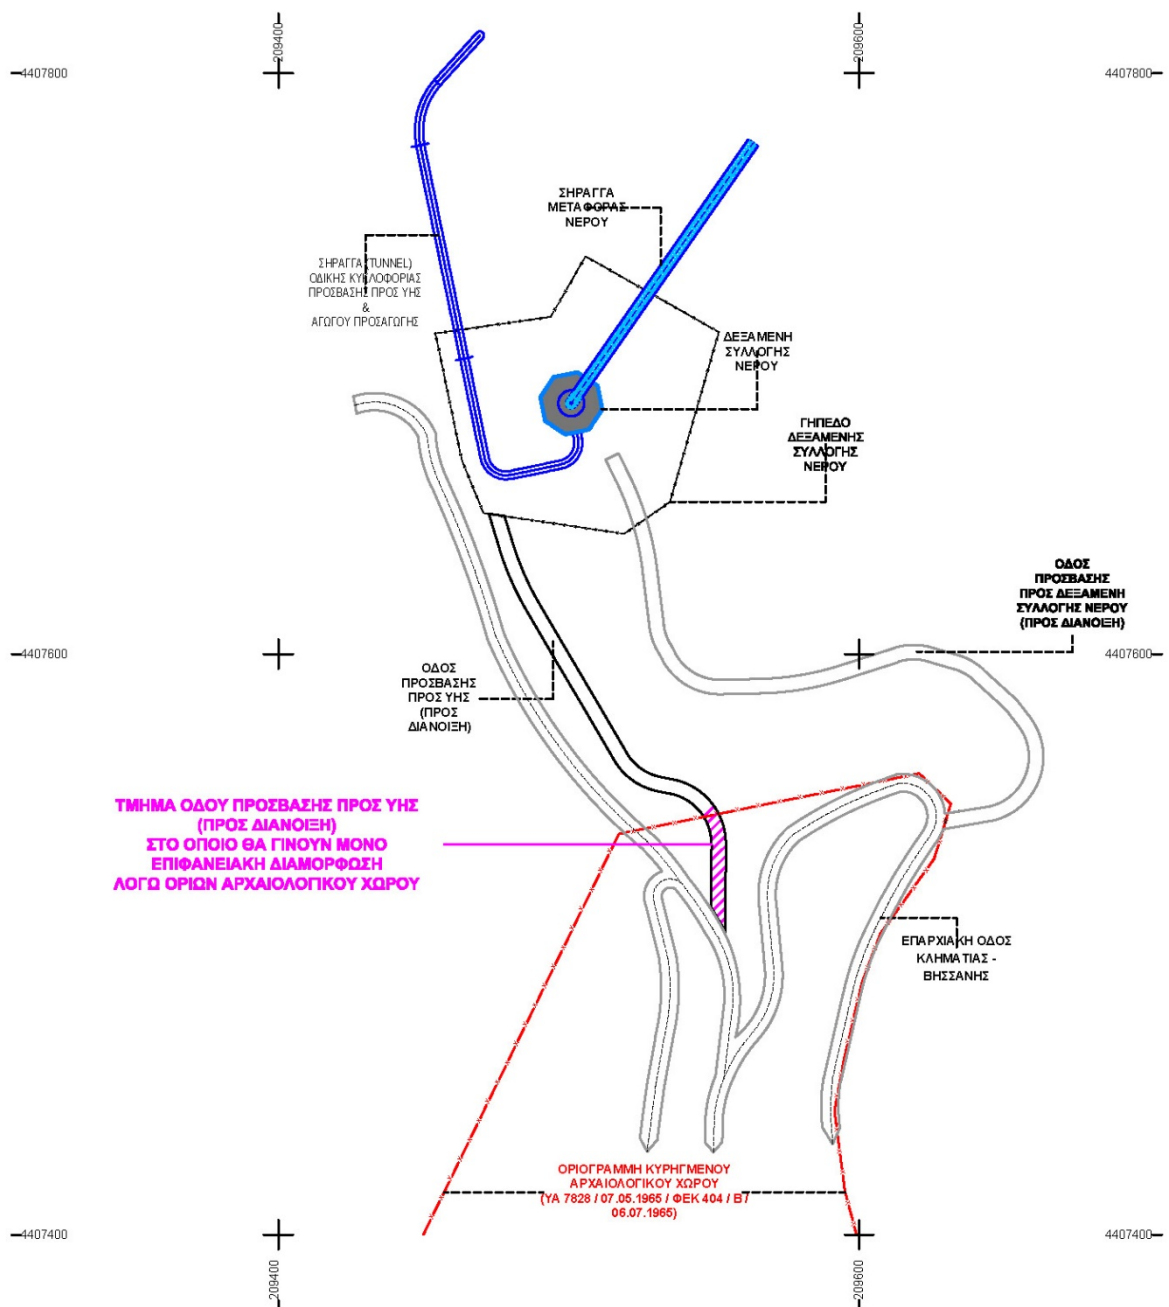 209400
209600
4407800
4407800
ΣΗΡΑΓΓΑ
ΜΕΤΑΦΟΡΑΣ
ΝΕΡΟΥ
ΣΗΡΑΓΓΑ (TUNNEL)
ΟΔΙΚΗΣ ΚΥΚΛΟΦΟΡΙΑΣ
ΠΡΟΣΒΑΣΗΣ ΠΡΟΣ ΥΗΣ
&
ΑΓΩΓΟΥ ΠΡΟΣΑΓΩΓΗΣ
ΔΕΞΑΜΕΝΗ
ΣΥΛΛΟΓΗΣ
ΝΕΡΟΥ
ΓΗΠΕΔΟ
ΔΕΞΑΜΕΝΗΣ
ΣΥΛΛΟΓΗΣ
ΝΕΡΟΥ
ΟΔΟΣ
ΠΡΟΣΒΑΣΗΣ
ΠΡΟΣ ΔΕΞΑΜΕΝΗ
ΣΥΛΛΟΓΗΣ ΝΕΡΟΥ
(ΠΡΟΣ ΔΙΑΝΟΙΞΗ)
4407600
4407600
ΟΔΟΣ
ΠΡΟΣΒΑΣΗΣ
ΠΡΟΣ ΥΗΣ
(ΠΡΟΣ
ΔΙΑΝΟΙΞΗ)
ΤΜΗΜΑ ΟΔΟΥ ΠΡΟΣΒΑΣΗΣ ΠΡΟΣ ΥΗΣ
(ΠΡΟΣ ΔΙΑΝΟΙΞΗ)
ΣΤΟ ΟΠΟΙΟ ΘΑ ΓΙΝΟΥΝ ΜΟΝΟ
ΕΠΙΦΑΝΕΙΑΚΗ ΔΙΑΜΟΡΦΩΣΗ
ΛΟΓΩ ΟΡΙΩΝ ΑΡΧΑΙΟΛΟΓΙΚΟΥ ΧΩΡΟΥ
ΕΠΑΡΧΙΑΚΗ ΟΔΟΣ
ΚΛΗΜΑΤΙΑΣ -
ΒΗΣΣΑΝΗΣ
ΟΡΙΟΓΡΑΜΜΗ ΚΥΡΗΓΜΕΝΟΥ
ΑΡΧΑΙΟΛΟΓΙΚΟΥ ΧΩΡΟΥ
(ΥΑ 7828 / 07.05.1965 / ΦΕΚ 404 / Β /
06.07.1965)
4407400
4407400
209400
209600